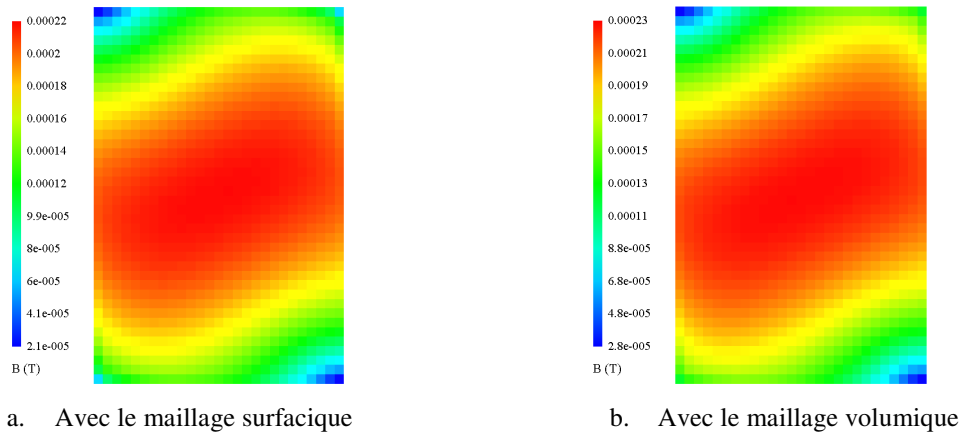 0.00022
0.0002
0.00018
0.00016
0.00014
0.00012
9.9e-005
8e-005
6e-005
4.1e-005
2.1e-005
B (T)
0.00023
0.00021
0.00019
0.00017
0.00015
0.00013
0.00011
8.8e-005
6.8e-005
4.8e-005
2.8e-005
B (T)
a. Avec le maillage surfacique
b. Avec le maillage volumique